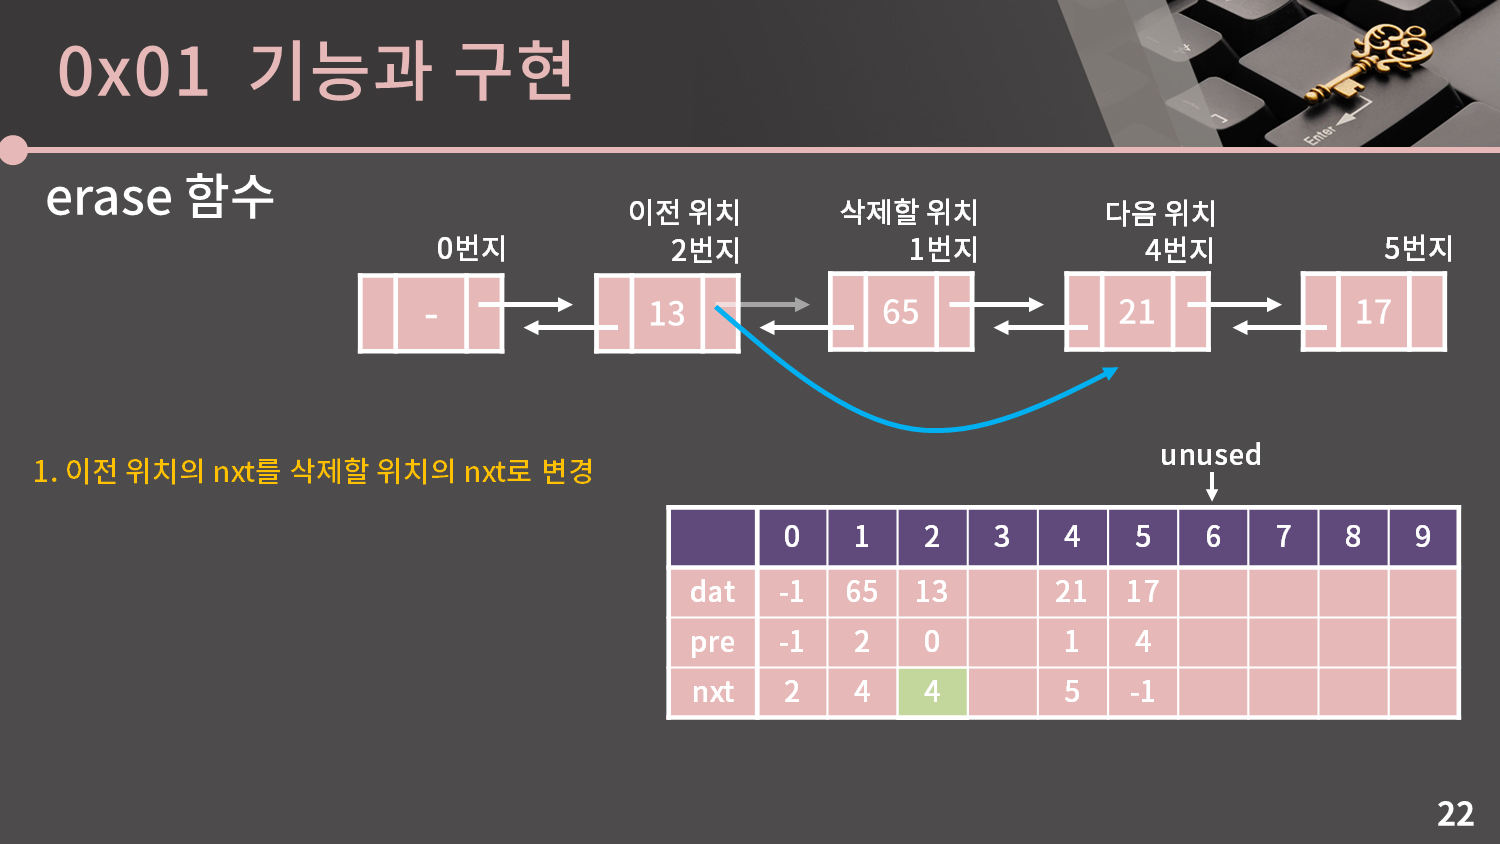 0x01 기능과 구현
Enter
erase 함수
0번지
이전 위치
2번지
삭제할 위치
1번지
다음 위치
4번지
5번지
-
13
65
21
17
1. 이전 위치의 nxt를 삭제할 위치의 nxt로 변경
unused
0 1 2 3 4 5 6 7 8 9
dat -1 65 13 21 17
pre -1 2 0 1 4
nxt 2 4 4 5 -1
22